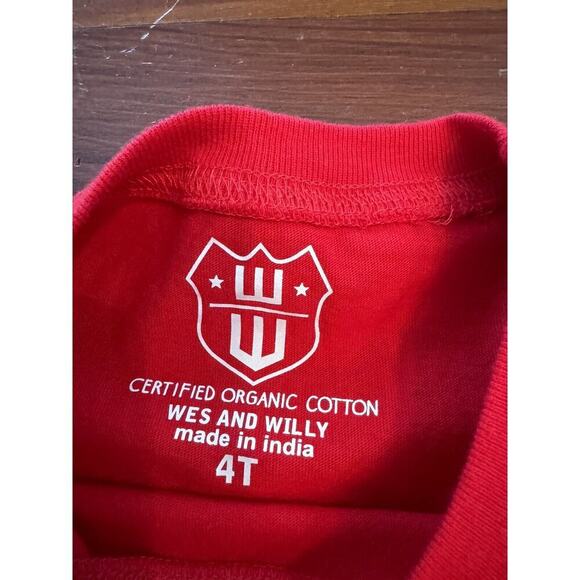 W
W
CERTIFIED ORGANIC COTTON
WES AND WILLY
made in india
4T